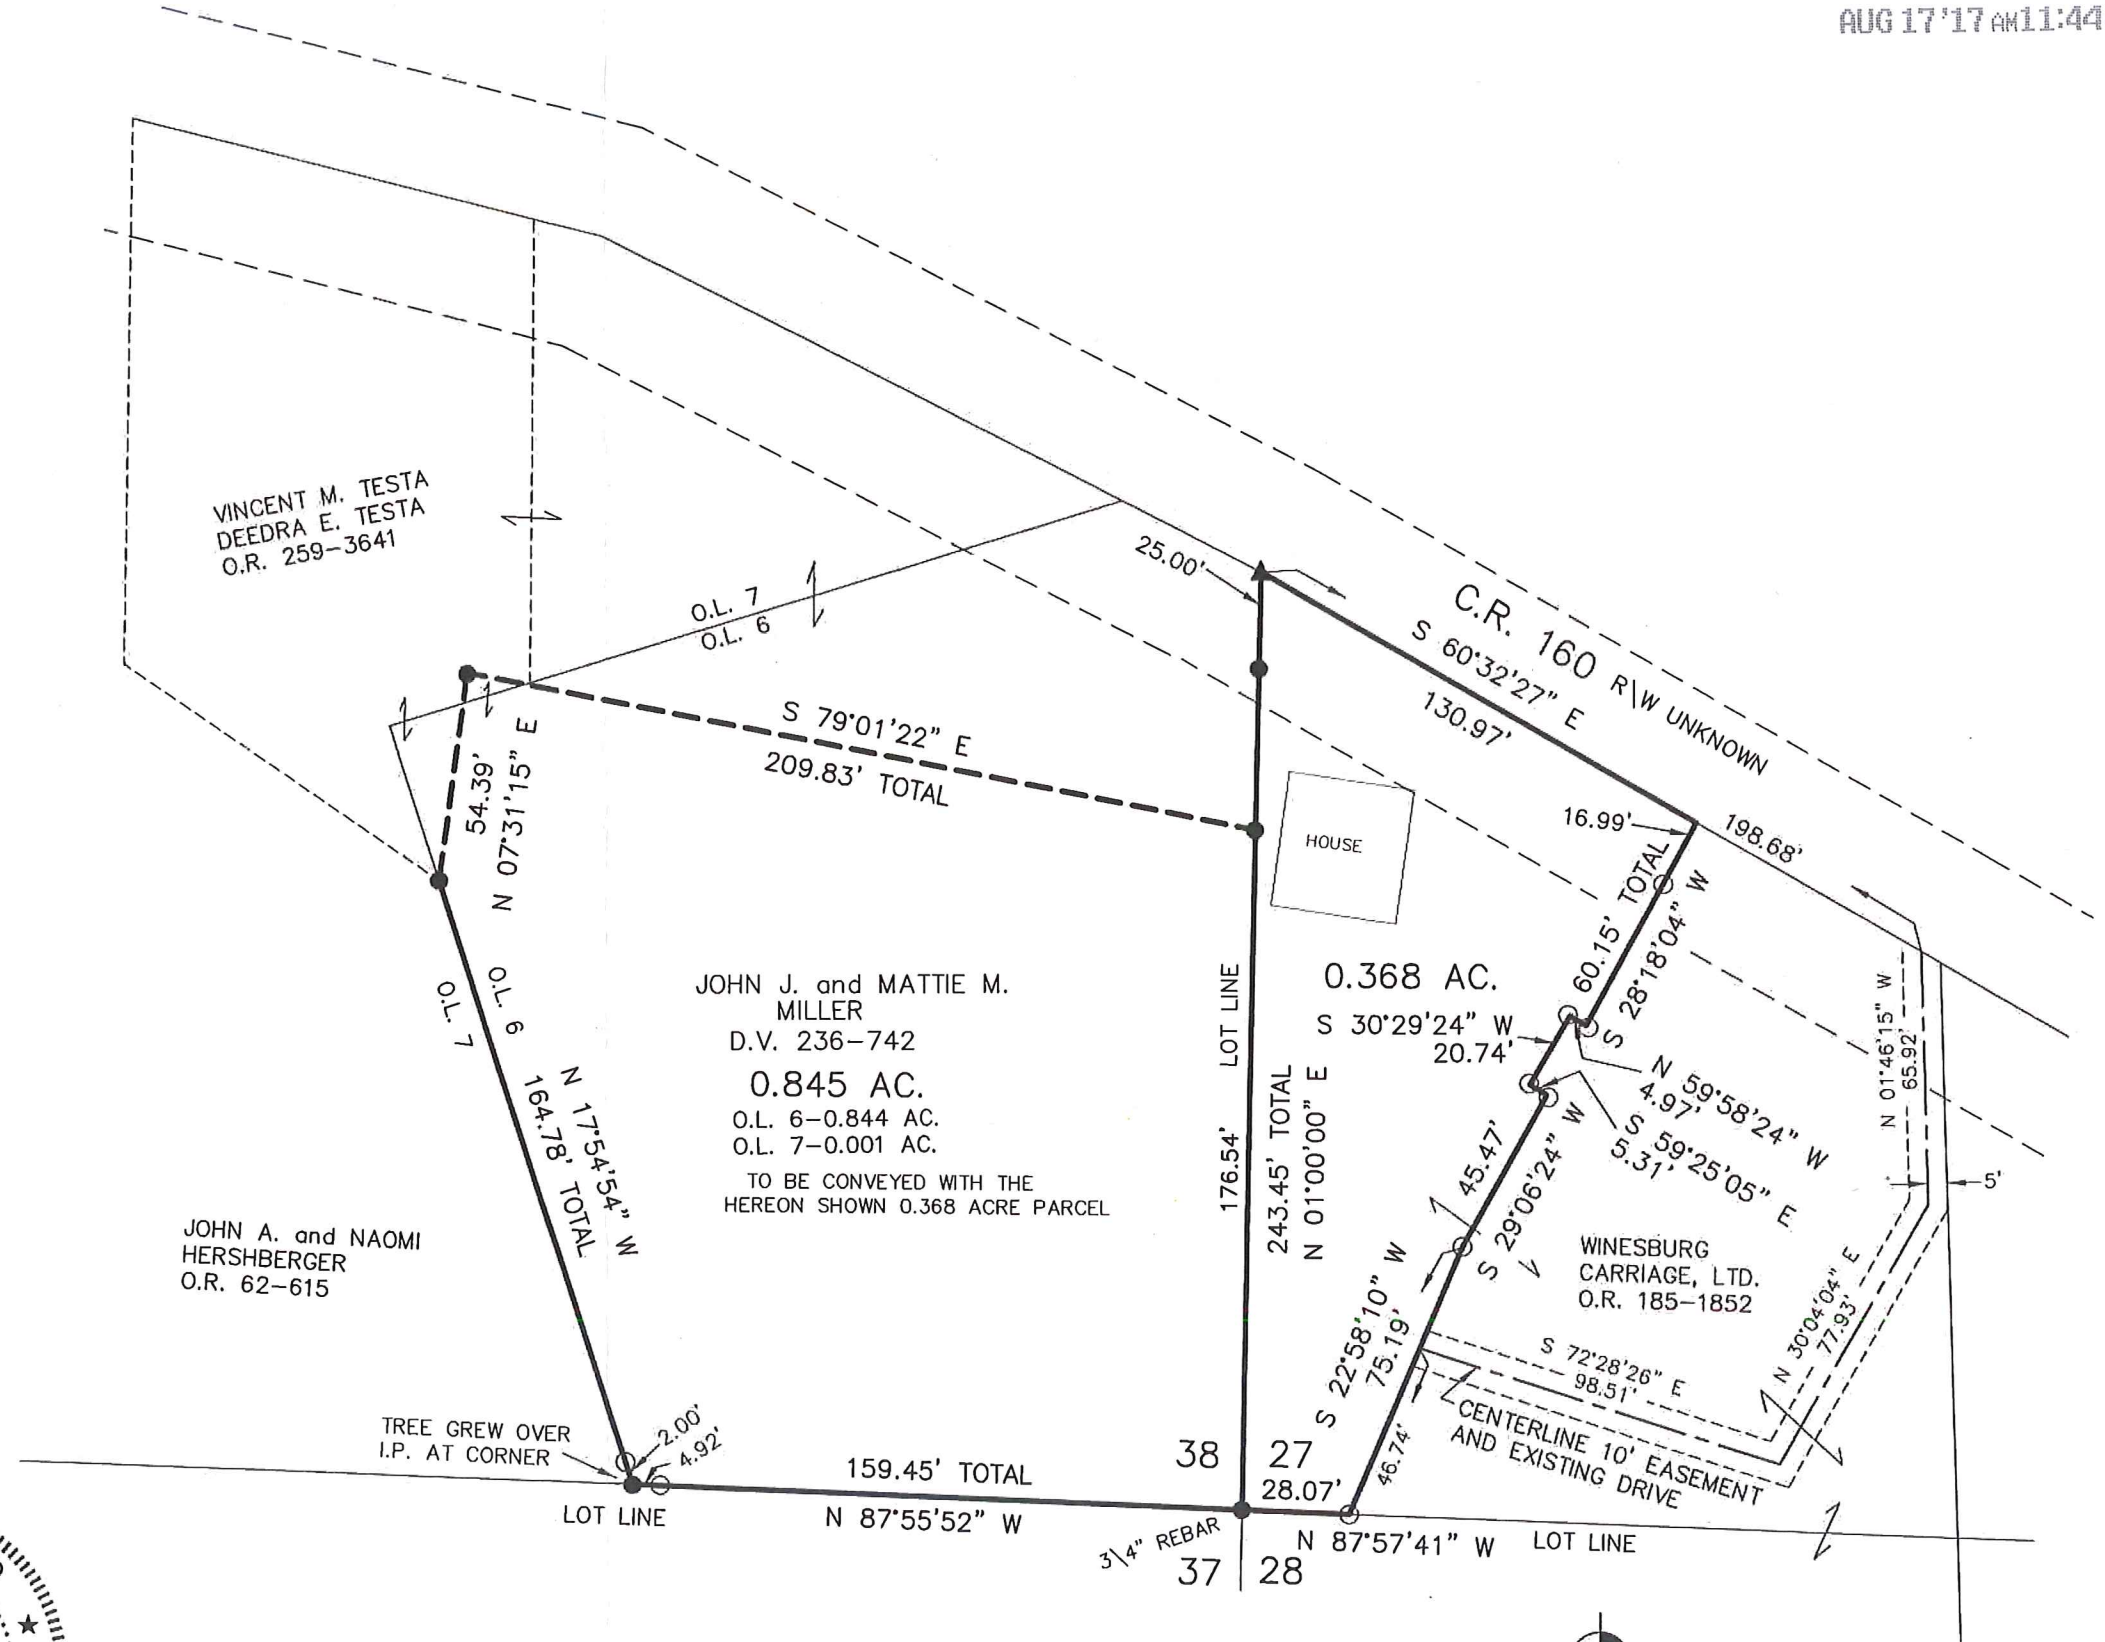 AUG 17'17 AM11:44
VINCENT M. TESTA
DEEDRA E. TESTA
O.R. 259-3641
O.L. 7
O.L. 6
25.00'
C.R. 160 R\W UNKNOWN
S 60°32'27" E
130.97'
S 79°01'22" E
209.83' TOTAL
54.39'
N 07°31'15" E
HOUSE
16.99'
198.68'
60.15' TOTAL
S 28°18'04" W
O.L. 6
O.L. 7
N 17°54'54" W
164.78' TOTAL
JOHN J. and MATTIE M.
MILLER
D.V. 236-742
0.845 AC.
O.L. 6-0.844 AC.
O.L. 7-0.001 AC.
TO BE CONVEYED WITH THE
HEREON SHOWN 0.368 ACRE PARCEL
LOT LINE
176.54'
243.45' TOTAL
N 01°00'00" E
0.368 AC.
S 30°29'24" W
20.74'
N 59°58'24" W
4.97'
S 59°25'05" E
5.31'
45.47'
S 29°06'24" W
N 01°46'15" W
65.92'
5'
JOHN A. and NAOMI
HERSHBERGER
O.R. 62-615
WINESBURG
CARRIAGE, LTD.
O.R. 185-1852
S 22°58'10" W
75.19'
N 30°04'04" E
77.93'
S 72°28'26" E
98.51'
CENTERLINE 10' EASEMENT
AND EXISTING DRIVE
46.74'
TREE GREW OVER
I.P. AT CORNER
2.00'
4.92'
159.45' TOTAL
38
27
28.07'
LOT LINE
N 87°55'52" W
3\4" REBAR
N 87°57'41" W
LOT LINE
37
28